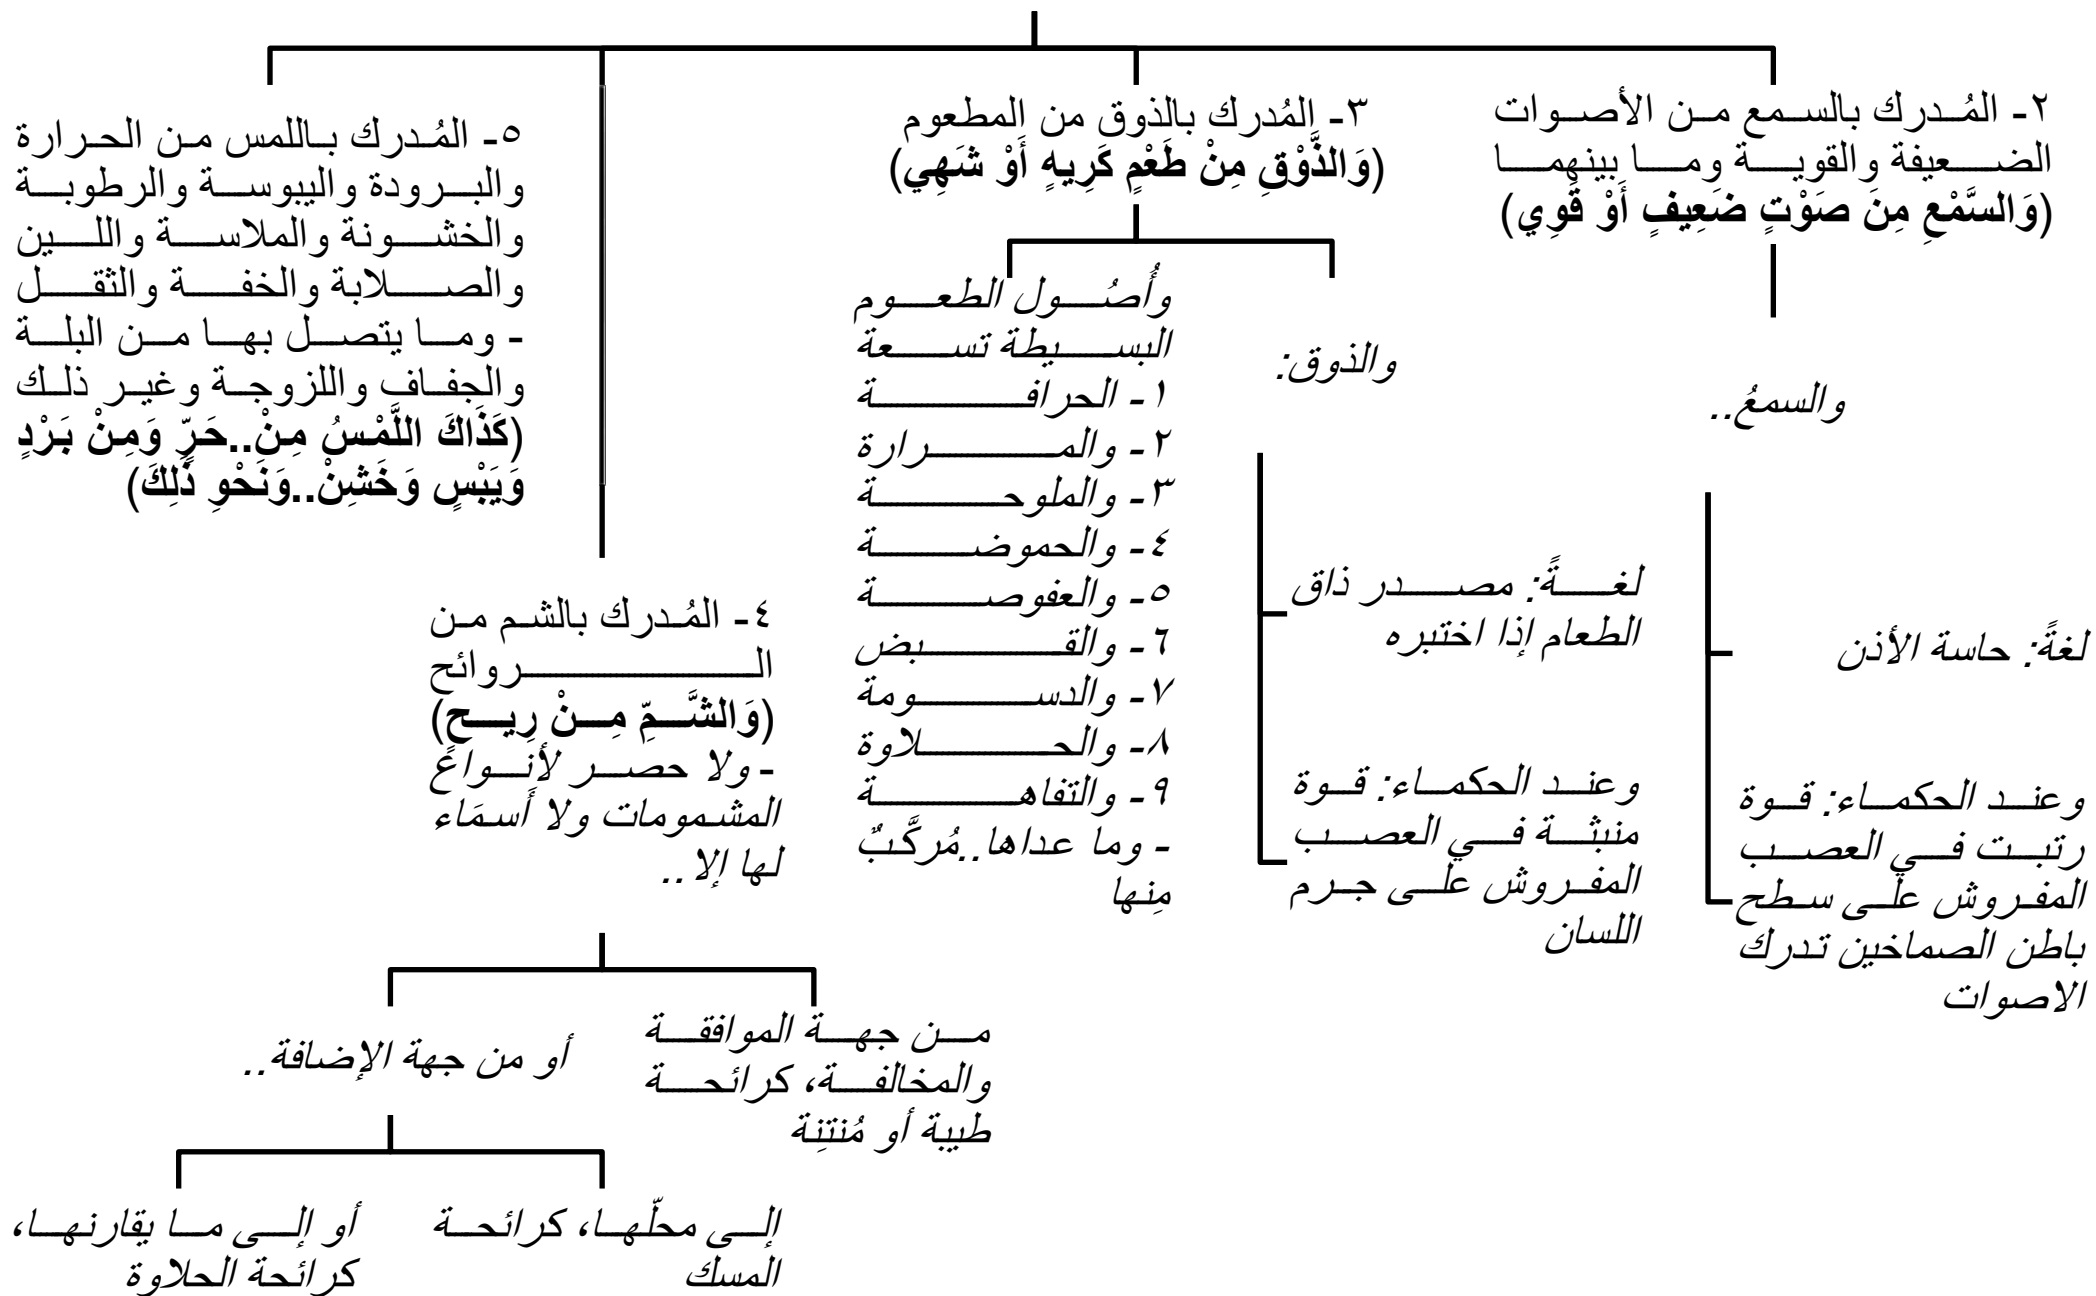 ٢- المُدرك بالسمع من الأصوات
الضعيفة والقوية وما بينهما
(وَالسَّمْعِ مِنَ صَوْتٍ ضَعِيفٍ أَوْ قَوِي)
والسمعُ..
لغةً: حاسة الأذن
وعند الحكماء: قوة
رتبت في العصب
المفروش على سطح
باطن الصماخين تدرك
الاصوات
٣- المُدرك بالذوق من المطعوم
(وَالذَّوْقِ مِنْ طَعْمٍ كَرِيهٍ أَوْ شَهِي)
والذوق:
لغةً: مصدر ذاق
الطعام إذا اختبره
وعند الحكماء: قوة
منبثة في العصب
المفروش على جرم
اللسان
وأُصُول الطعوم
البسيطة تسعة
١- الحرافة
٢- والمرارة
٣- والملوحة
٤- والحموضة
٥- والعفوصة
٦- والقبض
٧- والدسومة
٨- والحلاوة
٩- والتفاهة
- وما عداها..مُركَّبٌ
مِنها
٤- المُدرك بالشم من
الروائح
(وَالشَّمِّ مِنْ رِيحٍ)
- ولا حصر لأنواع
المشمومات ولا أسمَاء
لها إلا..
من جهة الموافقة
والمخالفة، كرائحة
طيبة أو مُنتِنة
أو من جهة الإضافة..
إلى محلّها، كرائحة
المسك
أو إلى ما يقارنها،
كرائحة الحلاوة
٥- المُدرك باللمس من الحرارة
والبرودة واليبوسة والرطوبة
والخشونة والملاسة واللين
والصلابة والخفة والثقل
- وما يتصل بها من البلة
والجفاف واللزوجة وغير ذلك
(كَذَاكَ اللَّمْسُ مِنْ..حَرٍّ وَمِنْ بَرْدٍ
وَيَبْسٍ وَخَشِنْ..وَنَحْوِ ذَلِكَ)